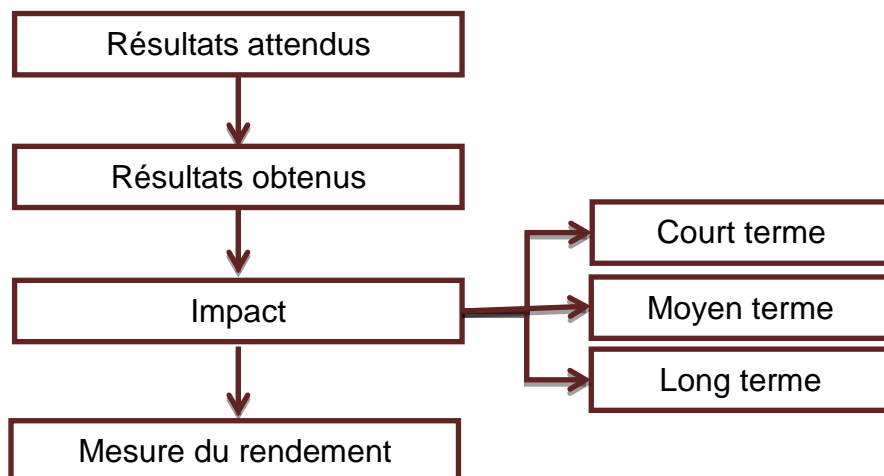 Résultats attendus
Résultats obtenus
Impact
Mesure du rendement
Court terme
Moyen terme
Long terme